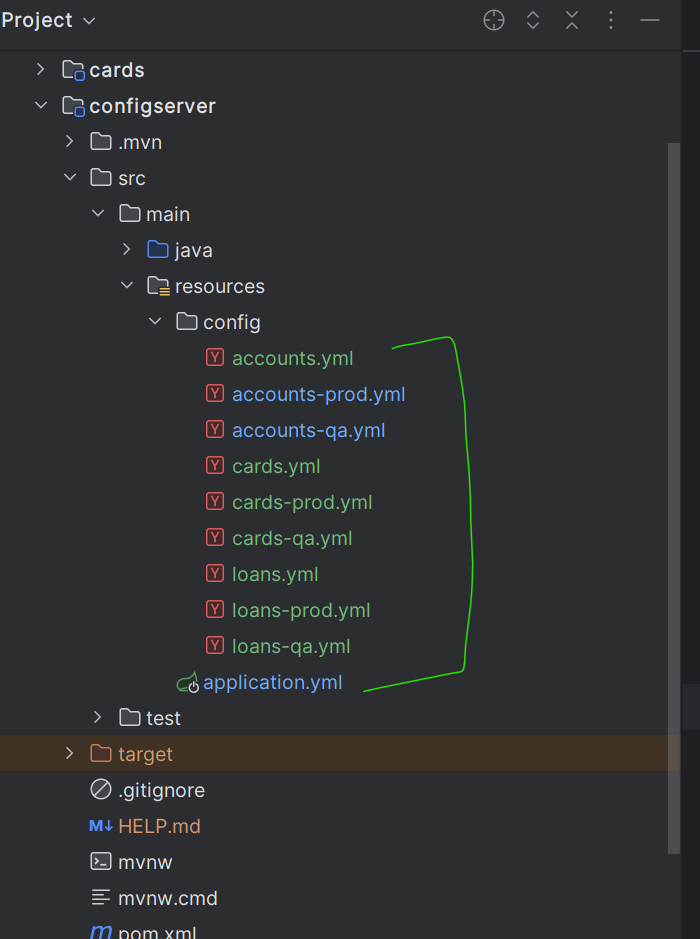 Project
cards
configserver
.mvn
src
main
java
resources
config
Y accounts.yml
Y accounts-prod.yml
Y accounts-qa.yml
Y cards.yml
Y cards-prod.yml
Y cards-qa.yml
Y loans.yml
Y loans-prod.yml
Y loans-qa.yml
application.yml
test
target
.gitignore
M↓ HELP.md
mvnw
mvnw.cmd
m pom.xml